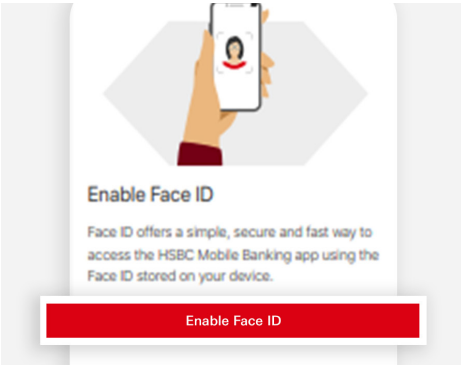 Enable Face ID
Face ID offers a simple, secure and fast way to
access the HSBC Mobile Banking app using the
Face ID stored on your device.
Enable Face ID